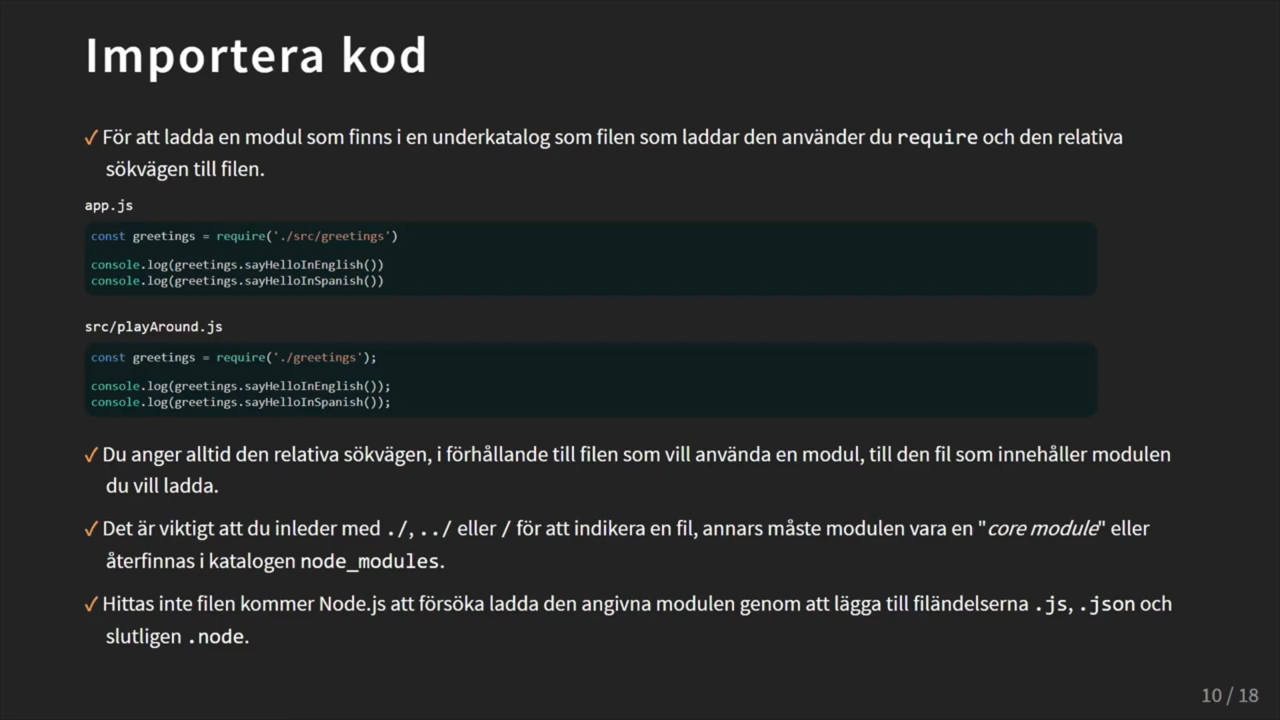 Importera kod
✓ För att ladda en modul som finns i en underkatalog som filen som laddar den använder du require och den relativa
sökvägen till filen.
app.js
const greetings = require('./src/greetings')
console.log(greetings.sayHelloInEnglish())
console.log(greetings.sayHelloInSpanish())
src/playAround.js
const greetings = require('./greetings');
console.log(greetings.sayHelloInEnglish());
console.log(greetings.sayHelloInSpanish());
✓ Du anger alltid den relativa sökvägen, i förhållande till filen som vill använda en modul, till den fil som innehåller modulen
du vill ladda.
✓ Det är viktigt att du inleder med ./, ../ eller / för att indikera en fil, annars måste modulen vara en "core module" eller
återfinnas i katalogen node_modules.
✓ Hittas inte filen kommer Node.js att försöka ladda den angivna modulen genom att lägga till filändelserna .js, .json och
slutligen .node.
10 / 18